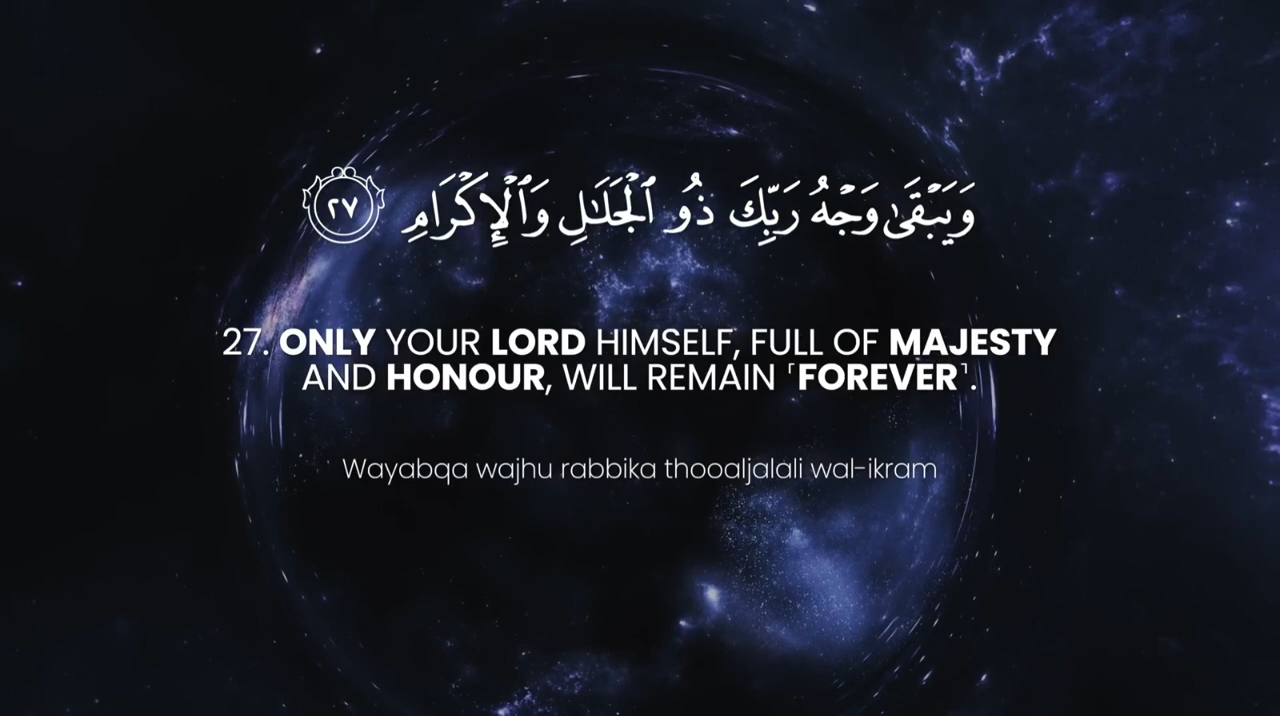 وَيَبْقَىٰ وَجْهُ رَبِّكَ ذُو ٱلْجَلَـٰلِ وَٱلْإِكْرَامِ ٢٧
27. ONLY YOUR LORD HIMSELF, FULL OF MAJESTY
AND HONOUR, WILL REMAIN ˹FOREVER˺.
Wayabqa wajhu rabbika thooaljalali wal-ikram